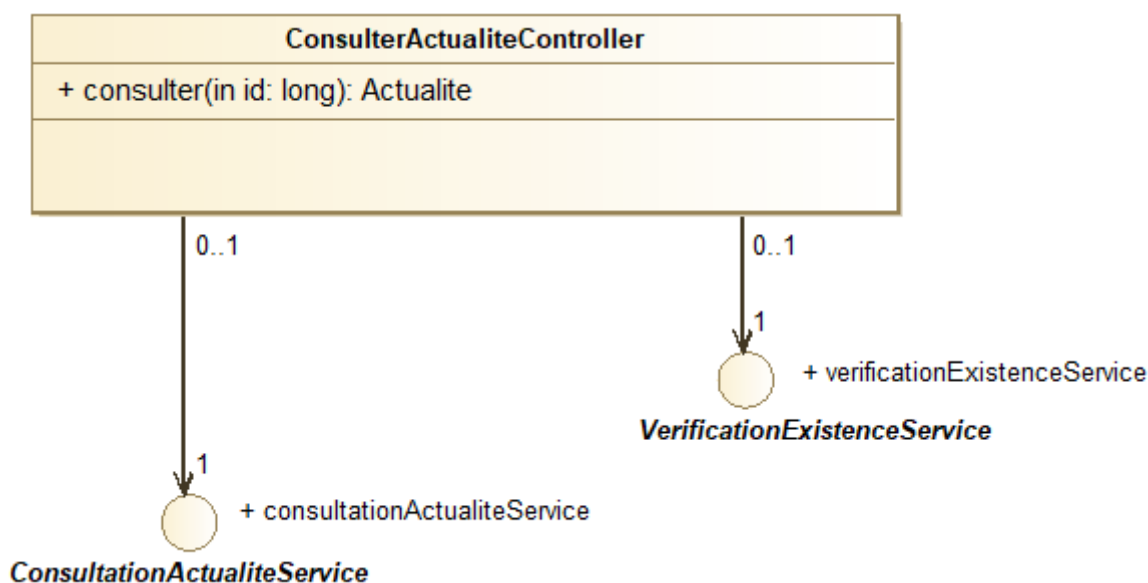 ConsulterActualiteController
+ consulter(in id: long): Actualite
0..1
0..1
1
+ verificationExistenceService
VerificationExistenceService
1
+ consultationActualiteService
ConsultationActualiteService